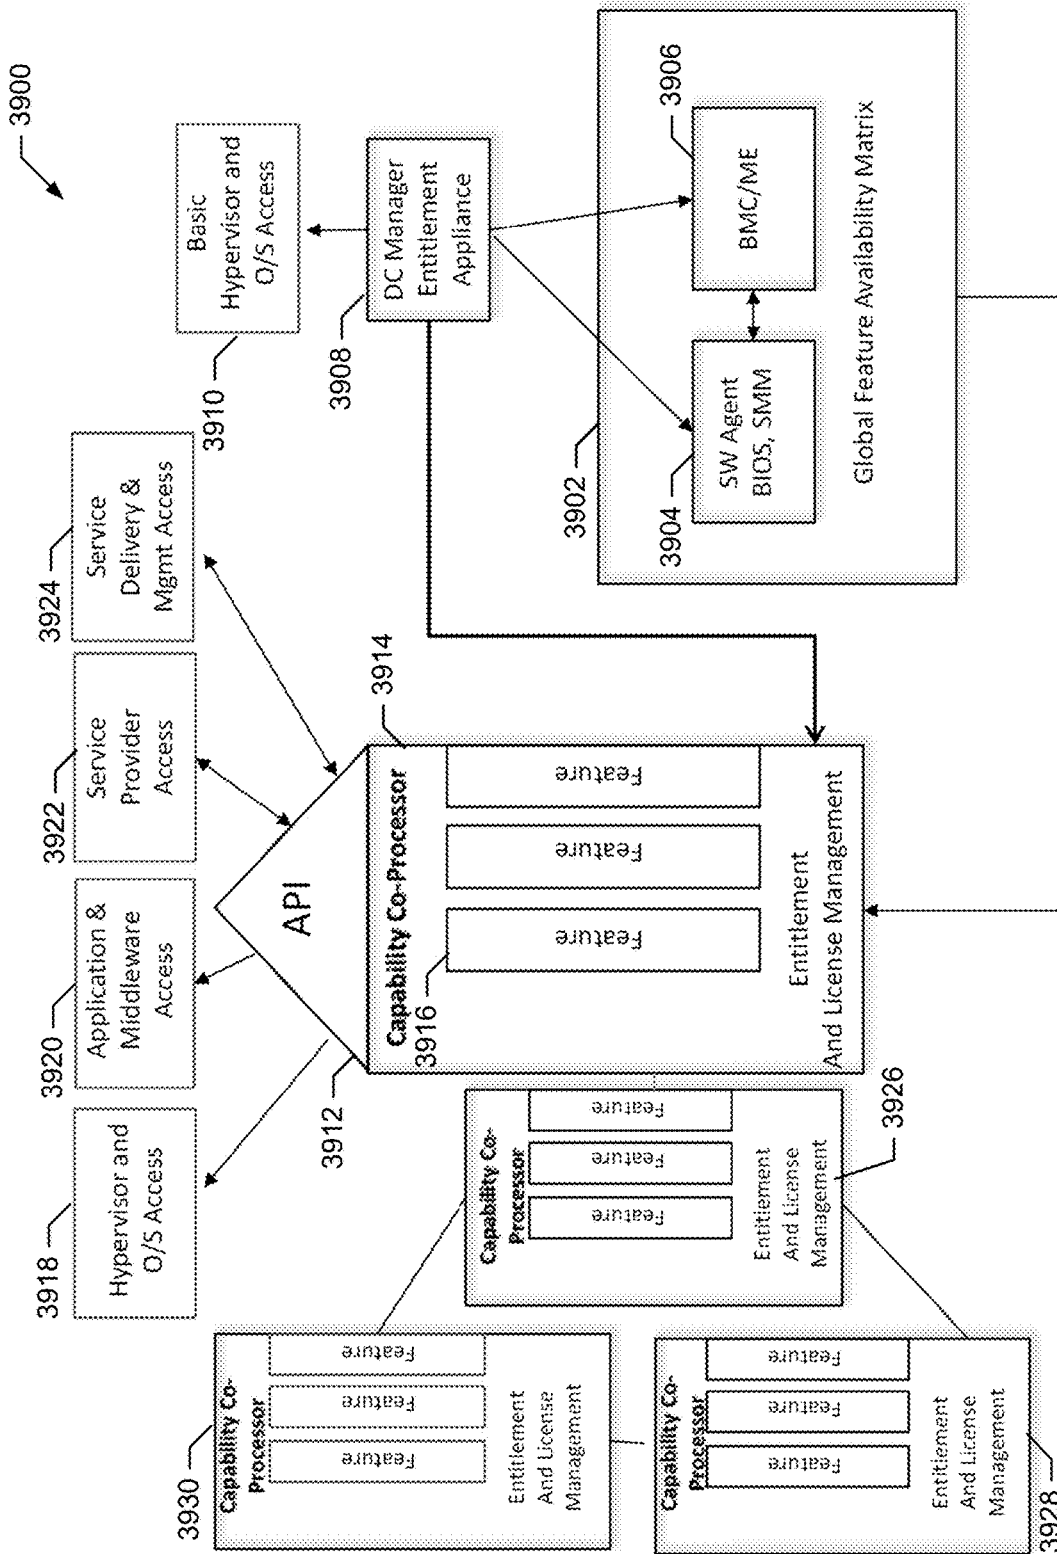 3900
3918
Hypervisor and
O/S Access
3920
Application &
Middleware
Access
3922
Service
Provider
Access
3924
Service
Delivery &
Mgmt Access
3910
Basic
Hypervisor and
O/S Access
3912
API
3908
DC Manager
Entitlement
Appliance
3914
Capability Co-Processor
3916
Feature
Feature
Feature
Entitlement
And License Management
3902
3904
SW Agent
BIOS, SMM
3906
BMC/ME
Global Feature Availability Matrix
3930
Capability Co-
Processor
Feature
Feature
Feature
Entitlement
And License
Management
3926
Capability Co-
Processor
Feature
Feature
Feature
Entitlement
And License
Management
3928
Capability Co-
Processor
Feature
Feature
Feature
Entitlement
And License
Management